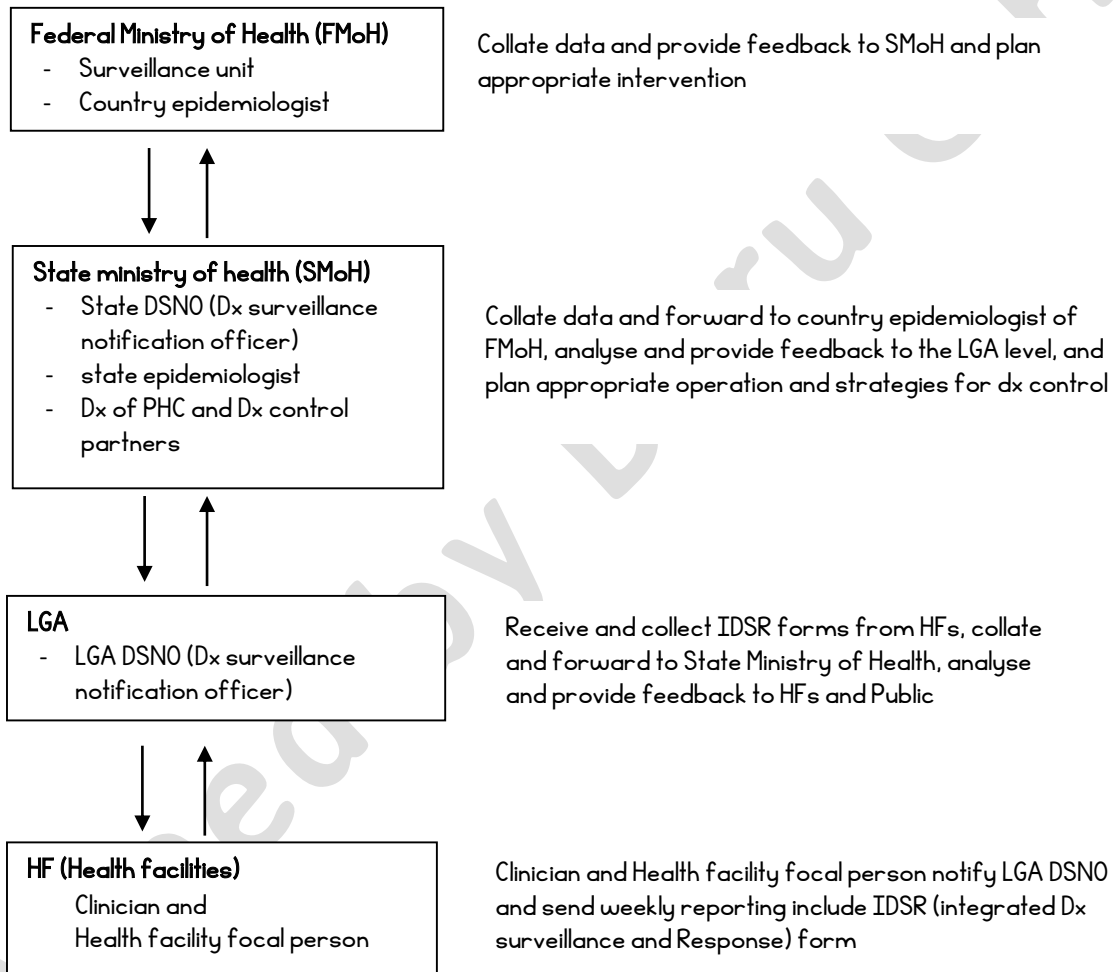 Federal Ministry of Health (FMoH)
- Surveillance unit
- Country epidemiologist
Collate data and provide feedback to SMoH and plan
appropriate intervention
State ministry of health (SMoH)
- State DSNO (Dx surveillance
notification officer)
- state epidemiologist
- Dx of PHC and Dx control
partners
Collate data and forward to country epidemiologist of
FMoH, analyse and provide feedback to the LGA level, and
plan appropriate operation and strategies for dx control
LGA
- LGA DSNO (Dx surveillance
notification officer)
Receive and collect IDSR forms from HFs, collate
and forward to State Ministry of Health, analyse
and provide feedback to HFs and Public
HF (Health facilities)
Clinician and
Health facility focal person
Clinician and Health facility focal person notify LGA DSNO
and send weekly reporting include IDSR (integrated Dx
surveillance and Response) form